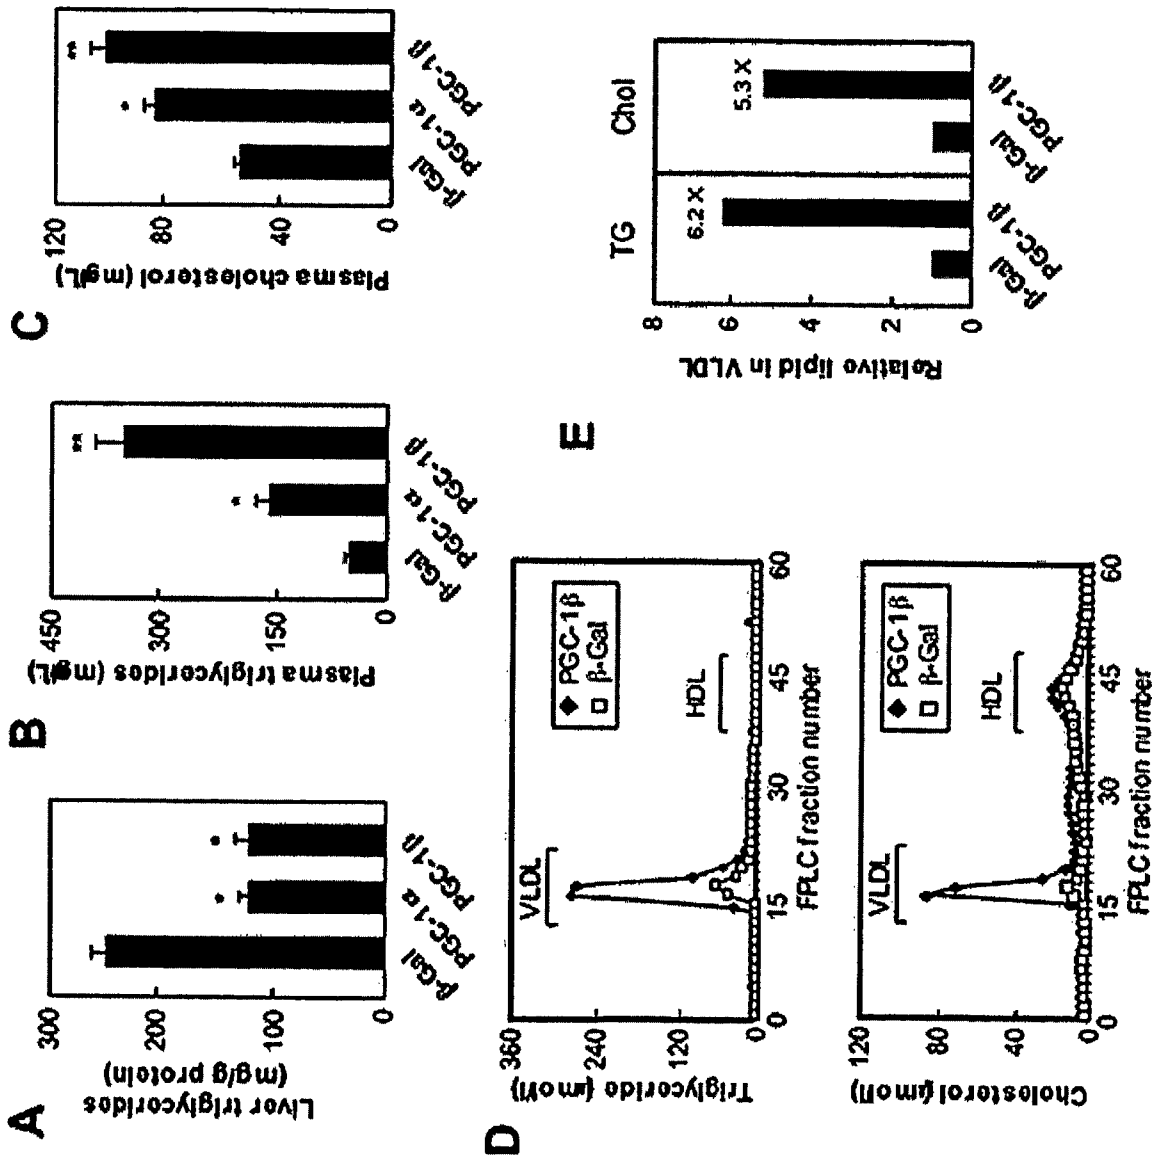 A
Liver triglycerides
(mg/g protein)
300
200
100
0
*
*
β-Gal
PGC-1α
PGC-1β
B
Plasma triglycerides (mg/L)
450
300
150
0
*
**
β-Gal
PGC-1α
PGC-1β
C
Plasma cholesterol (mg/L)
120
80
40
0
*
**
β-Gal
PGC-1α
PGC-1β
D
Triglyceride (μmol/l)
360
240
120
0
VLDL
HDL
PGC-1β
β-Gal
0 15 30 45 60
FPLC fraction number
Cholesterol (μmol/l)
120
80
40
0
VLDL
HDL
PGC-1β
β-Gal
0 15 30 45 60
FPLC fraction number
E
Relative lipid in VLDL
8
6
4
2
0
TG
Chol
6.2 X
5.3 X
β-Gal
PGC-1β
β-Gal
PGC-1β